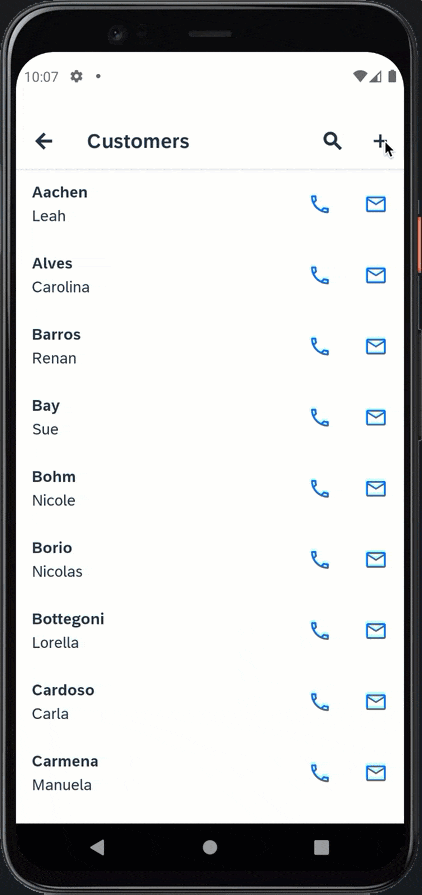 10:07
Customers
Aachen
Leah
Alves
Carolina
Barros
Renan
Bay
Sue
Bohm
Nicole
Borio
Nicolas
Bottegoni
Lorella
Cardoso
Carla
Carmena
Manuela